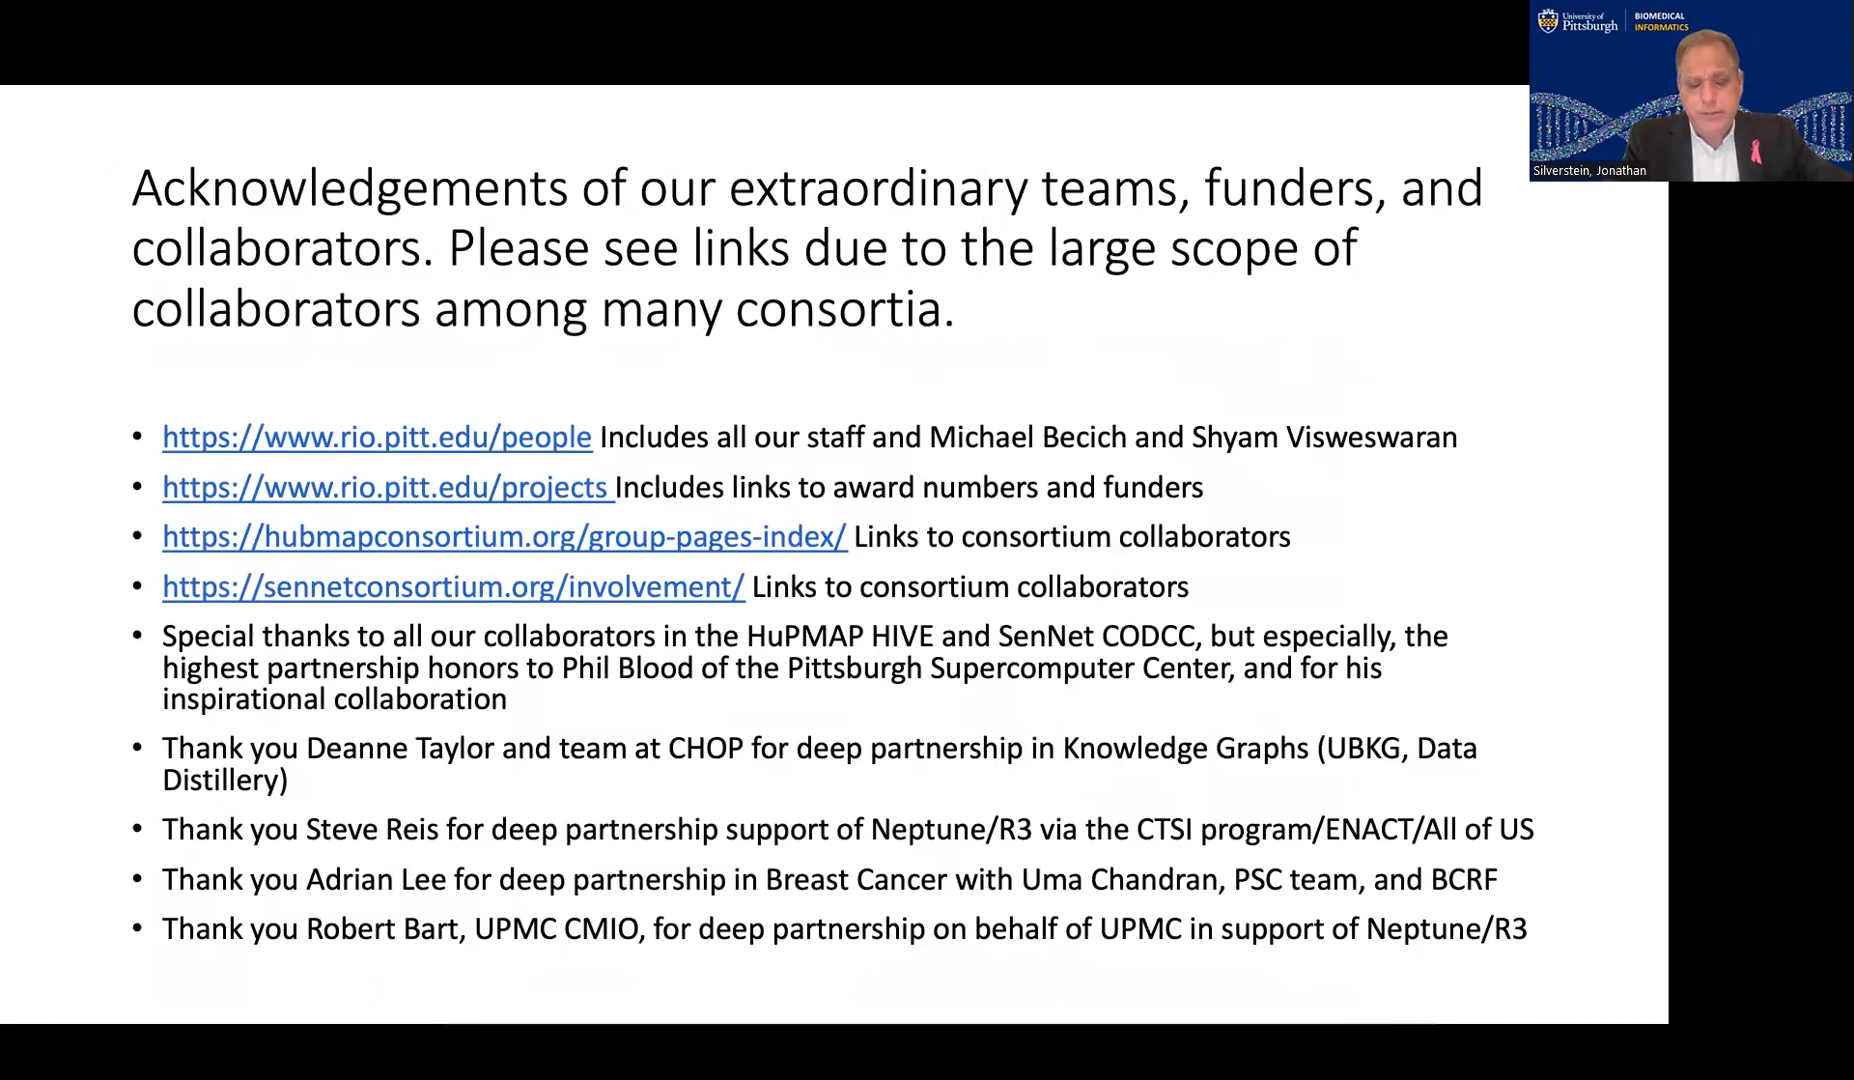 University of
Pittsburgh
BIOMEDICAL
INFORMATICS
Silverstein, Jonathan
Acknowledgements of our extraordinary teams, funders, and
collaborators. Please see links due to the large scope of
collaborators among many consortia.
• https://www.rio.pitt.edu/people Includes all our staff and Michael Becich and Shyam Visweswaran
• https://www.rio.pitt.edu/projects Includes links to award numbers and funders
• https://hubmapconsortium.org/group-pages-index/ Links to consortium collaborators
• https://sennetconsortium.org/involvement/ Links to consortium collaborators
• Special thanks to all our collaborators in the HuPMAP HIVE and SenNet CODCC, but especially, the
highest partnership honors to Phil Blood of the Pittsburgh Supercomputer Center, and for his
inspirational collaboration
• Thank you Deanne Taylor and team at CHOP for deep partnership in Knowledge Graphs (UBKG, Data
Distillery)
• Thank you Steve Reis for deep partnership support of Neptune/R3 via the CTSI program/ENACT/All of US
• Thank you Adrian Lee for deep partnership in Breast Cancer with Uma Chandran, PSC team, and BCRF
• Thank you Robert Bart, UPMC CMIO, for deep partnership on behalf of UPMC in support of Neptune/R3